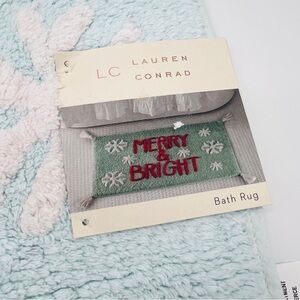 LC LAUREN
CONRAD
MERRY
&
BRIGHT
Bath Rug